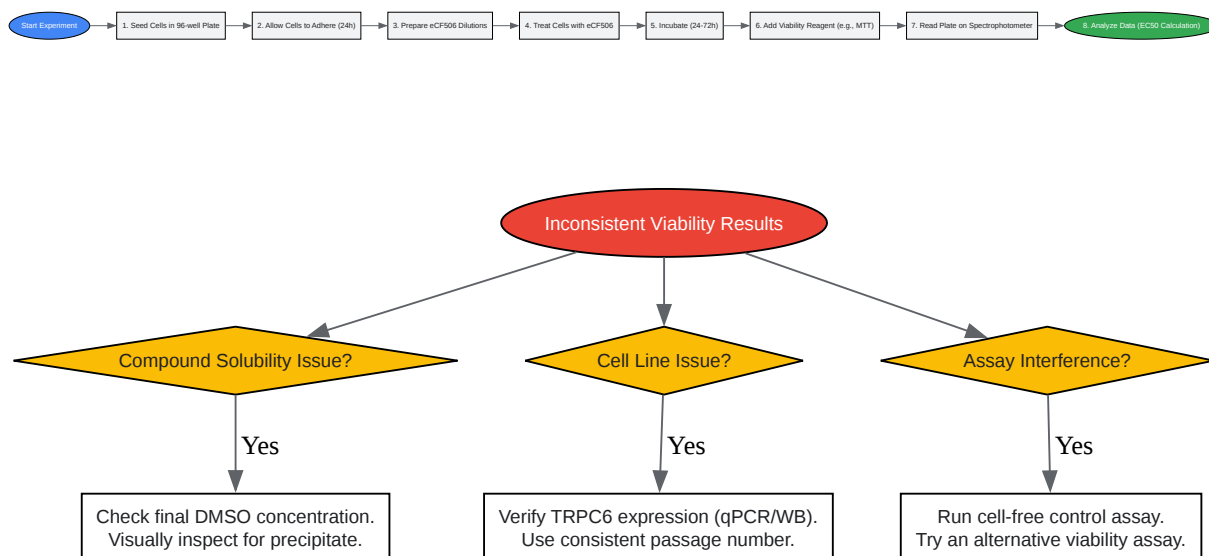 Start Experiment
1. Seed Cells in 96-well Plate
2. Allow Cells to Adhere (24h)
3. Prepare eCF506 Dilutions
4. Treat Cells with eCF506
5. Incubate (24-72h)
6. Add Viability Reagent (e.g., MTT)
7. Read Plate on Spectrophotometer
8. Analyze Data (EC50 Calculation)
Inconsistent Viability Results
Compound Solubility Issue?
Cell Line Issue?
Assay Interference?
Yes
Yes
Yes
Check final DMSO concentration.
Visually inspect for precipitate.
Verify TRPC6 expression (qPCR/WB).
Use consistent passage number.
Run cell-free control assay.
Try an alternative viability assay.